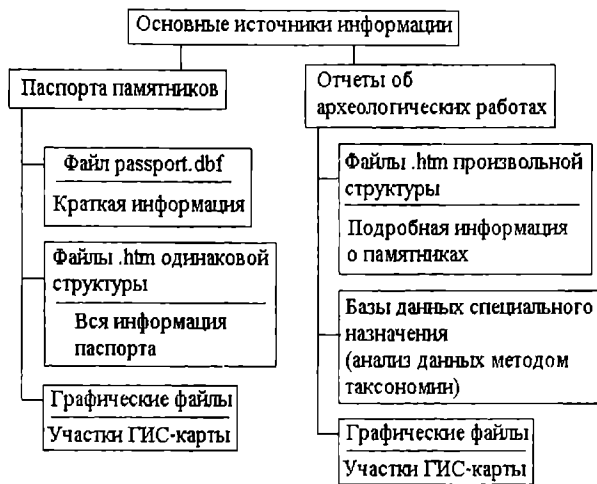 Основные источники информации
Паспорта памятников
Файл passport.dbf
Краткая информация
Файлы .htm одинаковой
структуры
Вся информация
паспорта
Графические файлы
Участки ГИС-карты
Отчеты об
археологических работах
Файлы .htm произвольной
структуры
Подробная информация
о памятниках
Базы данных специального
назначения
(анализ данных методом
таксономии)
Графические файлы
Участки ГИС-карты